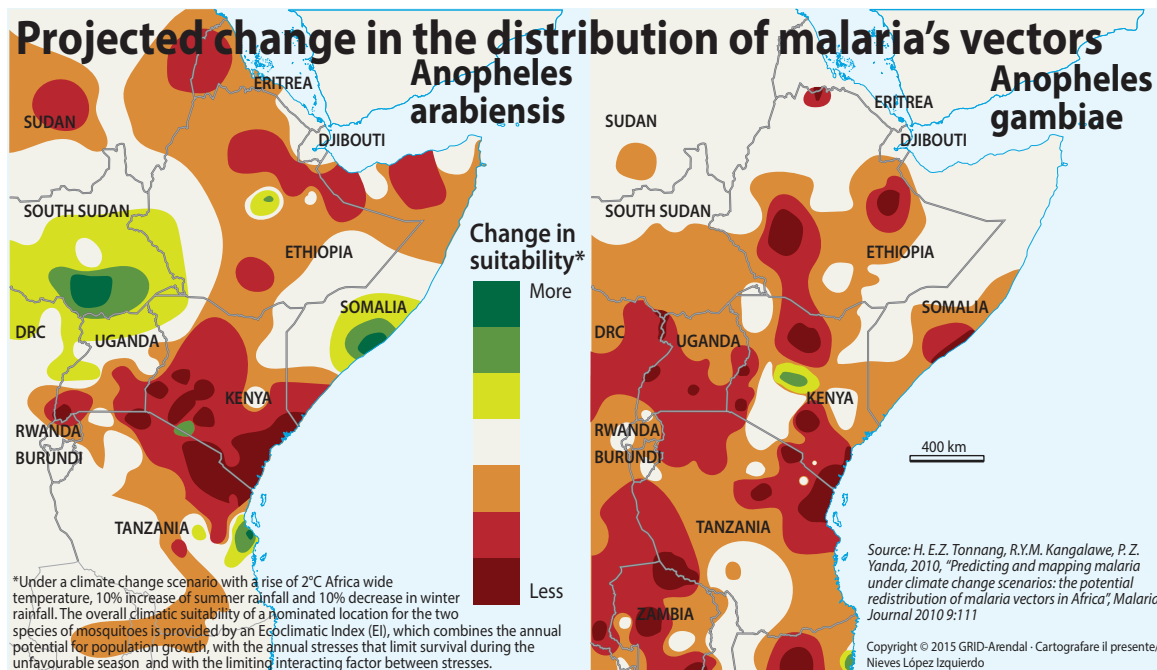 Projected change in the distribution of malaria's vectors
Anopheles
arabiensis
ERITREA
SUDAN
DJIBOUTI
SOUTH SUDAN
ETHIOPIA
SOMALIA
DRC
UGANDA
KENYA
RWANDA
BURUNDI
TANZANIA
Change in
suitability*
More
Less
Anopheles
gambiae
ERITREA
SUDAN
DJIBOUTI
SOUTH SUDAN
ETHIOPIA
SOMALIA
DRC
UGANDA
KENYA
RWANDA
BURUNDI
TANZANIA
ZAMBIA
400 km
*Under a climate change scenario with a rise of 2°C Africa wide
temperature, 10% increase of summer rainfall and 10% decrease in winter
rainfall. The overall climatic suitability of a nominated location for the two
species of mosquitoes is provided by an Ecoclimatic Index (EI), which combines the annual
potential for population growth, with the annual stresses that limit survival during the
unfavourable season and with the limiting interacting factor between stresses.
Source: H. E.Z. Tonnang, R.Y.M. Kangalawe, P. Z.
Yanda, 2010, "Predicting and mapping malaria
under climate change scenarios: the potential
redistribution of malaria vectors in Africa", Malaria
Journal 2010 9:111
Copyright © 2015 GRID-Arendal · Cartografare il presente/
Nieves López Izquierdo